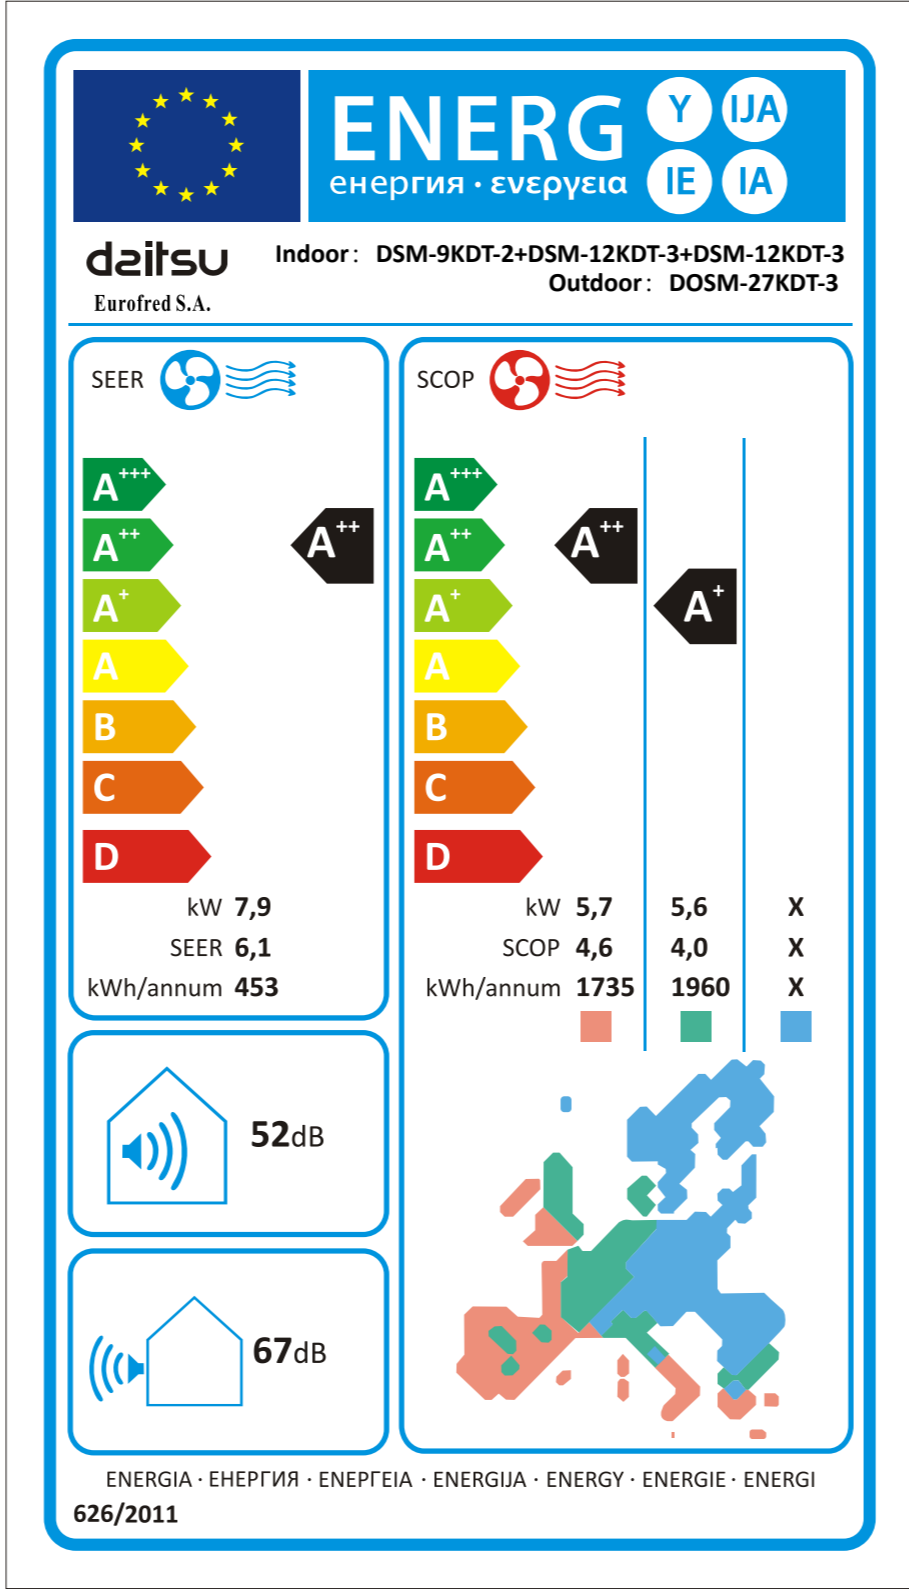 ENERG Y IJA
енергия · ενεργεια IE IA
daitsu
Eurofred S.A.
Indoor: DSM-9KDT-2+DSM-12KDT-3+DSM-12KDT-3
Outdoor: DOSM-27KDT-3
SEER
A+++
A++
A+
A
B
C
D
A++
kW 7,9
SEER 6,1
kWh/annum 453
SCOP
A+++
A++
A+
A
B
C
D
A++
A+
kW 5,7 5,6 X
SCOP 4,6 4,0 X
kWh/annum 1735 1960 X
52dB
67dB
ENERGIA · ЕНЕРГИЯ · ΕΝΕΡΓΕΙΑ · ENERGIJA · ENERGY · ENERGIE · ENERGI
626/2011